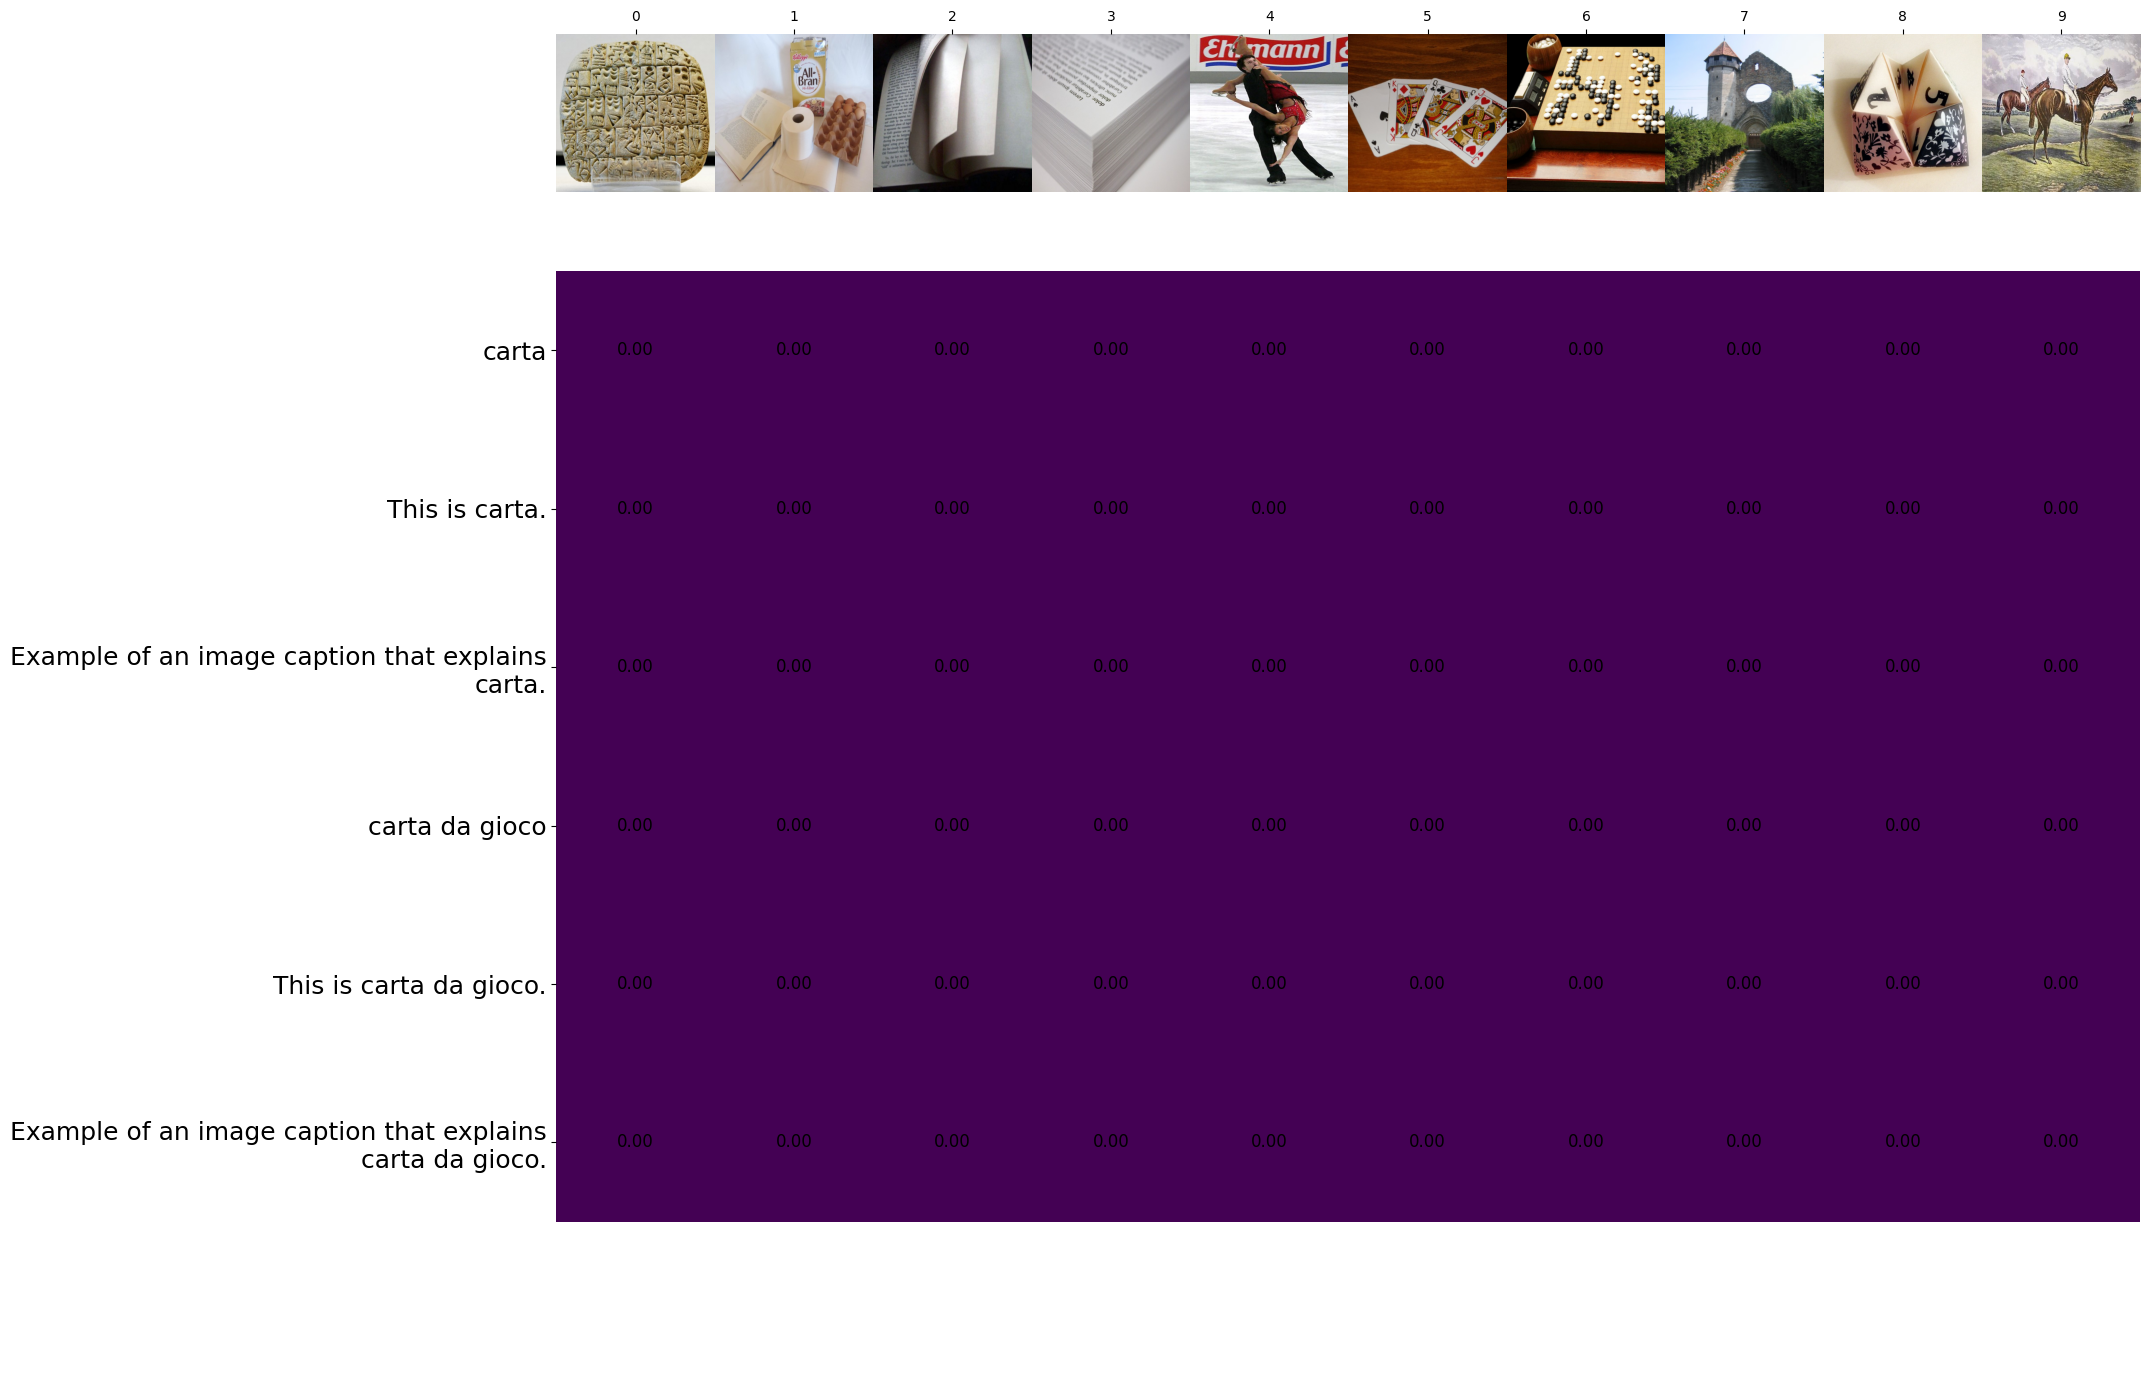 0 1 2 3 4 5 6 7 8 9
Ehrmann
All-
Bran
carta
0.00 0.00 0.00 0.00 0.00 0.00 0.00 0.00 0.00 0.00
This is carta.
0.00 0.00 0.00 0.00 0.00 0.00 0.00 0.00 0.00 0.00
Example of an image caption that explains
carta.
0.00 0.00 0.00 0.00 0.00 0.00 0.00 0.00 0.00 0.00
carta da gioco
0.00 0.00 0.00 0.00 0.00 0.00 0.00 0.00 0.00 0.00
This is carta da gioco.
0.00 0.00 0.00 0.00 0.00 0.00 0.00 0.00 0.00 0.00
Example of an image caption that explains
carta da gioco.
0.00 0.00 0.00 0.00 0.00 0.00 0.00 0.00 0.00 0.00